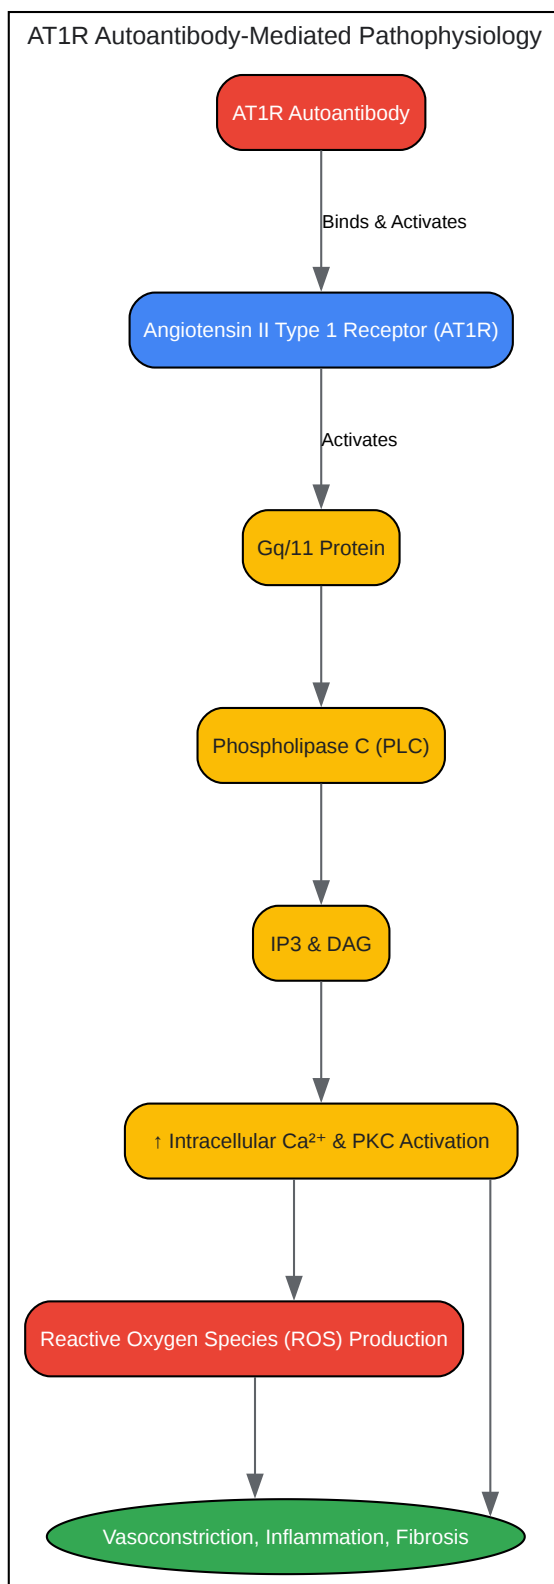 AT1R Autoantibody-Mediated Pathophysiology
AT1R Autoantibody
Binds & Activates
Angiotensin II Type 1 Receptor (AT1R)
Activates
Gq/11 Protein
Phospholipase C (PLC)
IP3 & DAG
↑ Intracellular Ca²⁺ & PKC Activation
Reactive Oxygen Species (ROS) Production
Vasoconstriction, Inflammation, Fibrosis